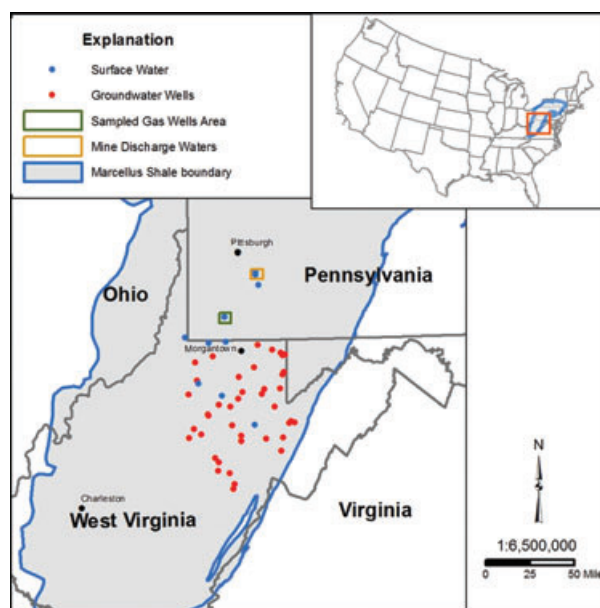 Explanation
Surface Water
Groundwater Wells
Sampled Gas Wells Area
Mine Discharge Waters
Marcellus Shale boundary
Pittsburgh
Pennsylvania
Ohio
Morgantown
Charleston
West Virginia
Virginia
N
1:6,500,000
0 25 50 Mile